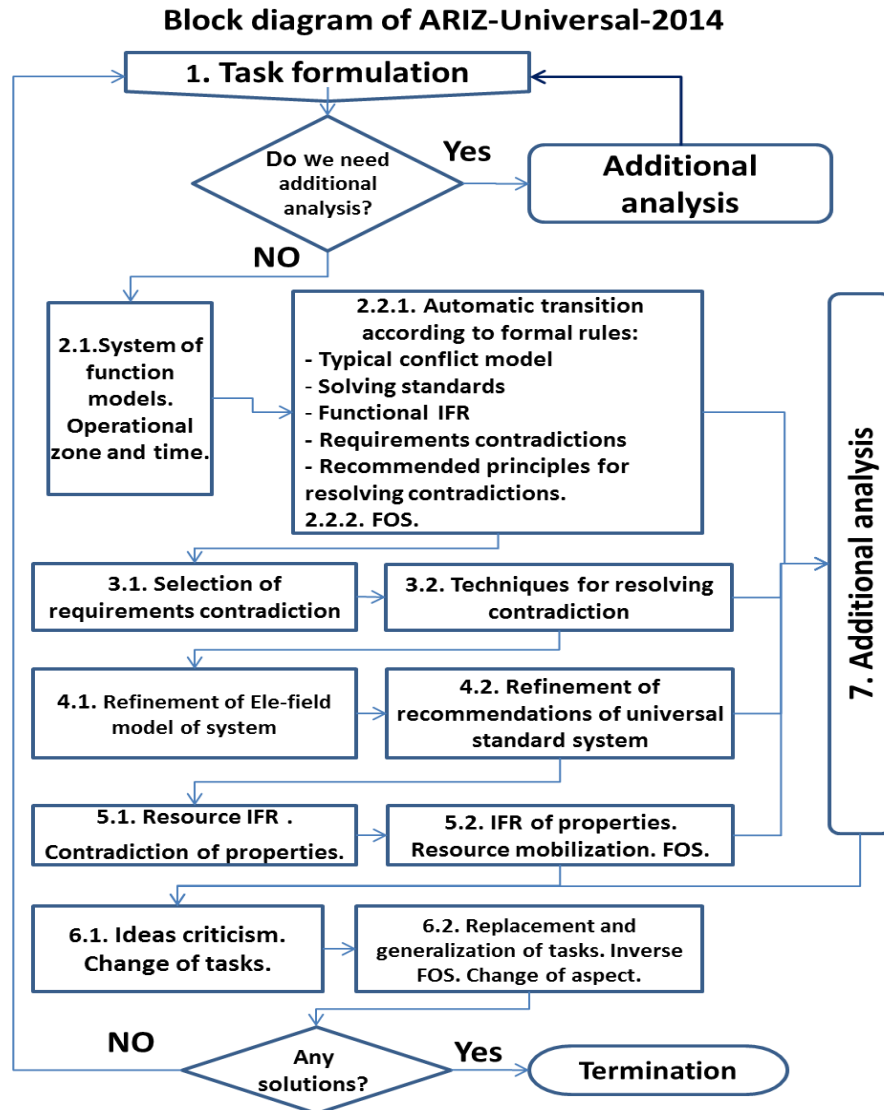 Block diagram of ARIZ-Universal-2014
1. Task formulation
Do we need
additional
analysis?
Yes
Additional
analysis
NO
2.1.System of
function
models.
Operational
zone and time.
2.2.1. Automatic transition
according to formal rules:
- Typical conflict model
- Solving standards
- Functional IFR
- Requirements contradictions
- Recommended principles for
resolving contradictions.
2.2.2. FOS.
7. Additional analysis
3.1. Selection of
requirements contradiction
3.2. Techniques for resolving
contradiction
4.1. Refinement of Ele-field
model of system
4.2. Refinement of
recommendations of universal
standard system
5.1. Resource IFR .
Contradiction of properties.
5.2. IFR of properties.
Resource mobilization. FOS.
6.1. Ideas criticism.
Change of tasks.
6.2. Replacement and
generalization of tasks. Inverse
FOS. Change of aspect.
NO
Any
solutions?
Yes
Termination